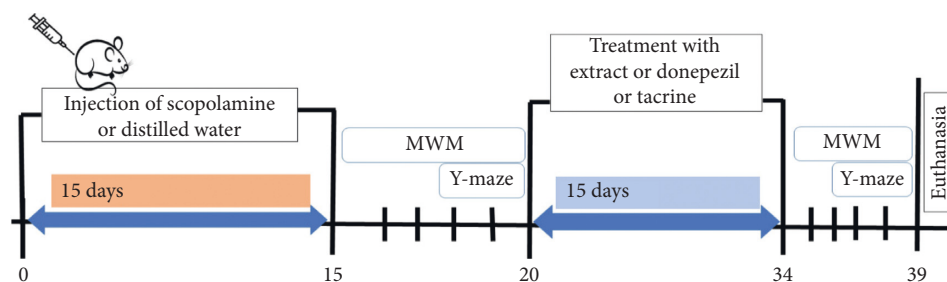 Injection of scopolamine
or distilled water
15 days
MWM
Y-maze
Treatment with
extract or donepezil
or tacrine
15 days
MWM
Y-maze
Euthanasia
0
15
20
34
39